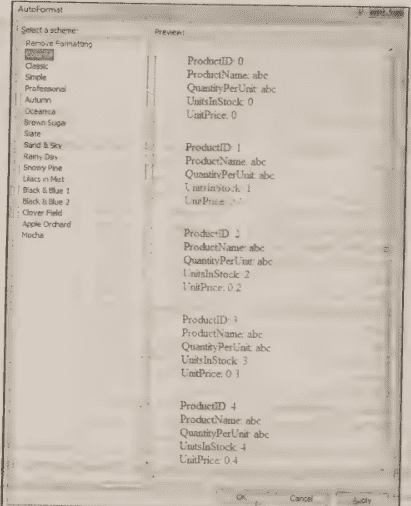 AutoFormat
Select a scheme:
Remove Formatting
Classic
Simple
Professional
Autumn
Oceanica
Brown Sugar
Slate
Sand & Sky
Rainy Day
Snowy Pine
Lilacs in Mist
Black & Blue 1
Black & Blue 2
Clover Field
Apple Orchard
Mocha
Preview:
ProductID: 0
ProductName: abc
QuantityPerUnit: abc
UnitsInStock: 0
UnitPrice: 0
ProductID: 1
ProductName: abc
QuantityPerUnit: abc
UnitsInStock: 1
UnitPrice:
ProductID: 2
ProductName: abc
QuantityPerUnit: abc
UnitsInStock: 2
UnitPrice: 0.2
ProductID: 3
ProductName: abc
QuantityPerUnit: abc
UnitsInStock: 3
UnitPrice: 0.3
ProductID: 4
ProductName: abc
QuantityPerUnit: abc
UnitsInStock: 4
UnitPrice: 0.4
OK Cancel Apply